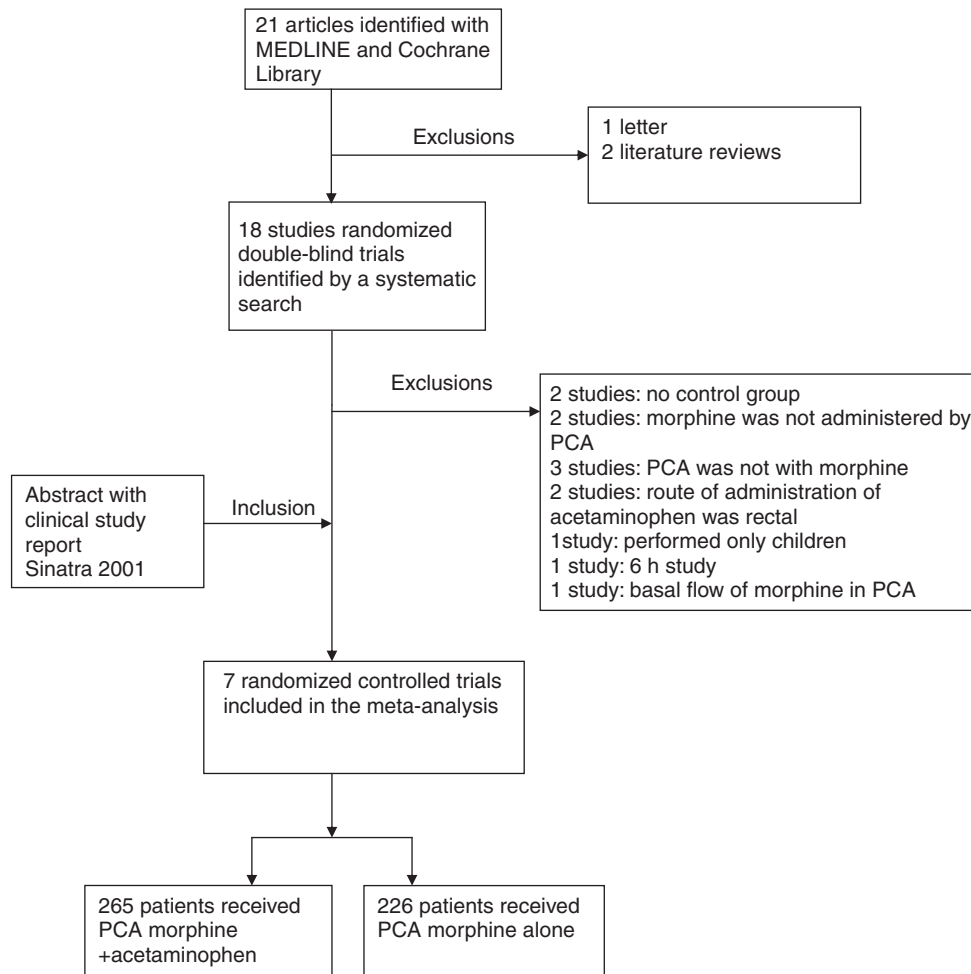 21 articles identified with
MEDLINE and Cochrane
Library
Exclusions
1 letter
2 literature reviews
18 studies randomized
double-blind trials
identified by a systematic
search
Exclusions
2 studies: no control group
2 studies: morphine was not administered by
PCA
3 studies: PCA was not with morphine
2 studies: route of administration of
acetaminophen was rectal
1study: performed only children
1 study: 6 h study
1 study: basal flow of morphine in PCA
Abstract with
clinical study
report
Sinatra 2001
Inclusion
7 randomized controlled trials
included in the meta-analysis
265 patients received
PCA morphine
+acetaminophen
226 patients received
PCA morphine alone